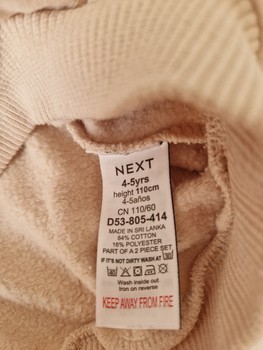 NEXT
4-5yrs
height 110cm
4-5años
CN 110/60
D53-805-414
MADE IN SRI LANKA
84% COTTON
16% POLYESTER
PART OF A 2 PIECE SET
IF IT'S NOT DIRTY WASH AT
Wash inside out
Iron on reverse
KEEP AWAY FROM FIRE